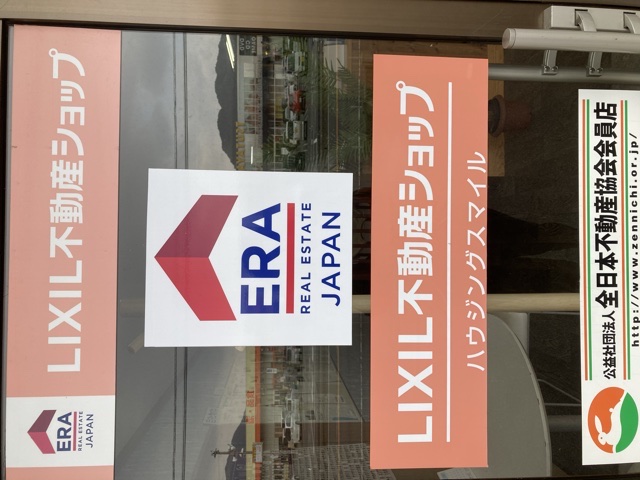 ERA
REAL ESTATE
JAPAN
LIXIL不動産ショップ
ERA
REAL ESTATE
JAPAN
LIXIL不動産ショップ
ハウジングスマイル
公益社団法人 全日本不動産協会会員店
http://www.zennichi.or.jp/